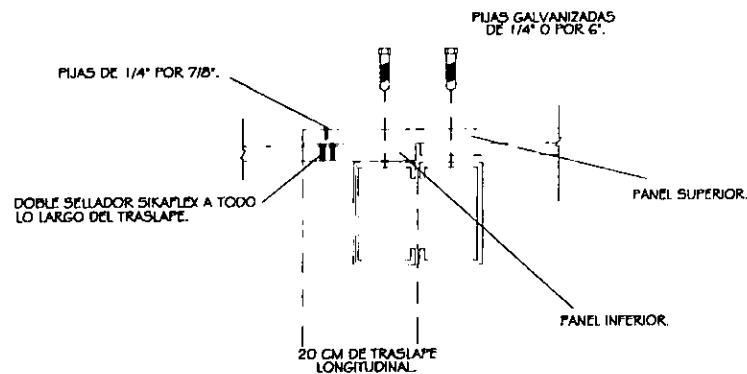 PIJAS GALVANIZADAS
DE 1/4" O POR 6".
PIJAS DE 1/4" POR 7/8".
DOBLE SELLADOR SIKAFLEX A TODO
LO LARGO DEL TRASLAPE.
PANEL SUPERIOR.
PANEL INFERIOR.
20 CM DE TRASLAPE
LONGITUDINAL.